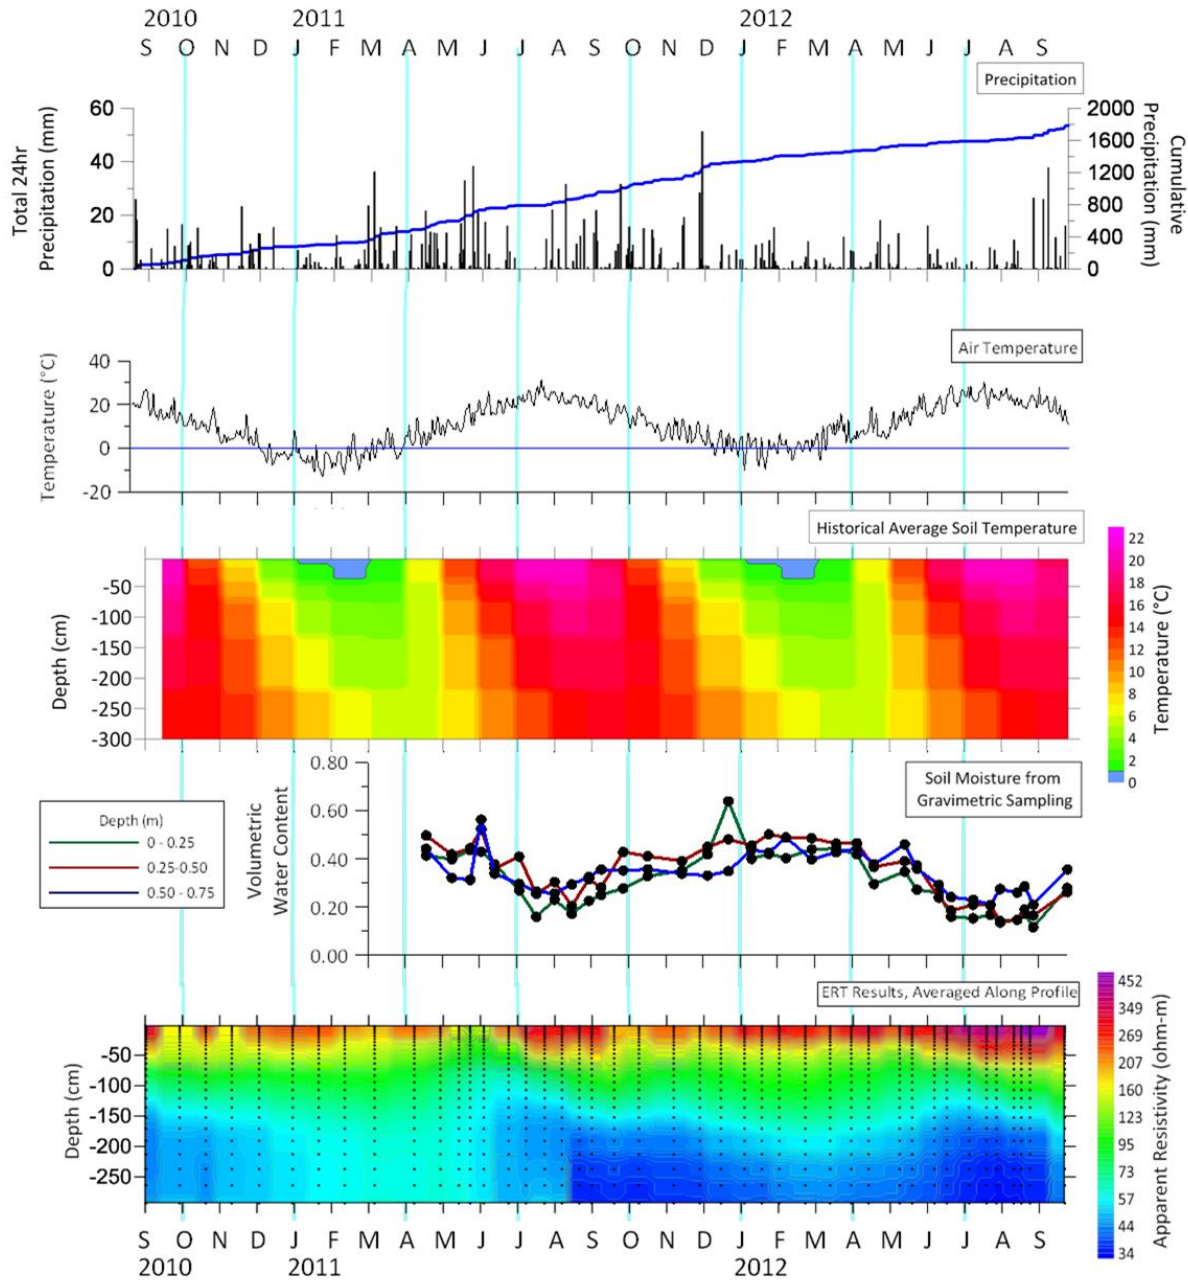 2010 2011 2012
S O N D J F M A M J J A S O N D J F M A M J J A S
Precipitation
Total 24hr
Precipitation (mm)
60
40
20
0
2000
1600
1200
800
400
0
Cumulative
Precipitation (mm)
Air Temperature
Temperature (°C)
40
20
0
-20
Historical Average Soil Temperature
Depth (cm)
-50
-100
-150
-200
-250
-300
22
20
18
16
14
12
10
8
6
4
2
0
Temperature (°C)
Soil Moisture from
Gravimetric Sampling
Depth (m)
0 - 0.25
0.25-0.50
0.50 - 0.75
Volumetric
Water Content
0.80
0.60
0.40
0.20
0.00
ERT Results, Averaged Along Profile
Depth (cm)
-50
-100
-150
-200
-250
452
349
269
207
160
123
95
73
57
44
34
Apparent Resistivity (ohm-m)
S O N D J F M A M J J A S O N D J F M A M J J A S
2010 2011 2012